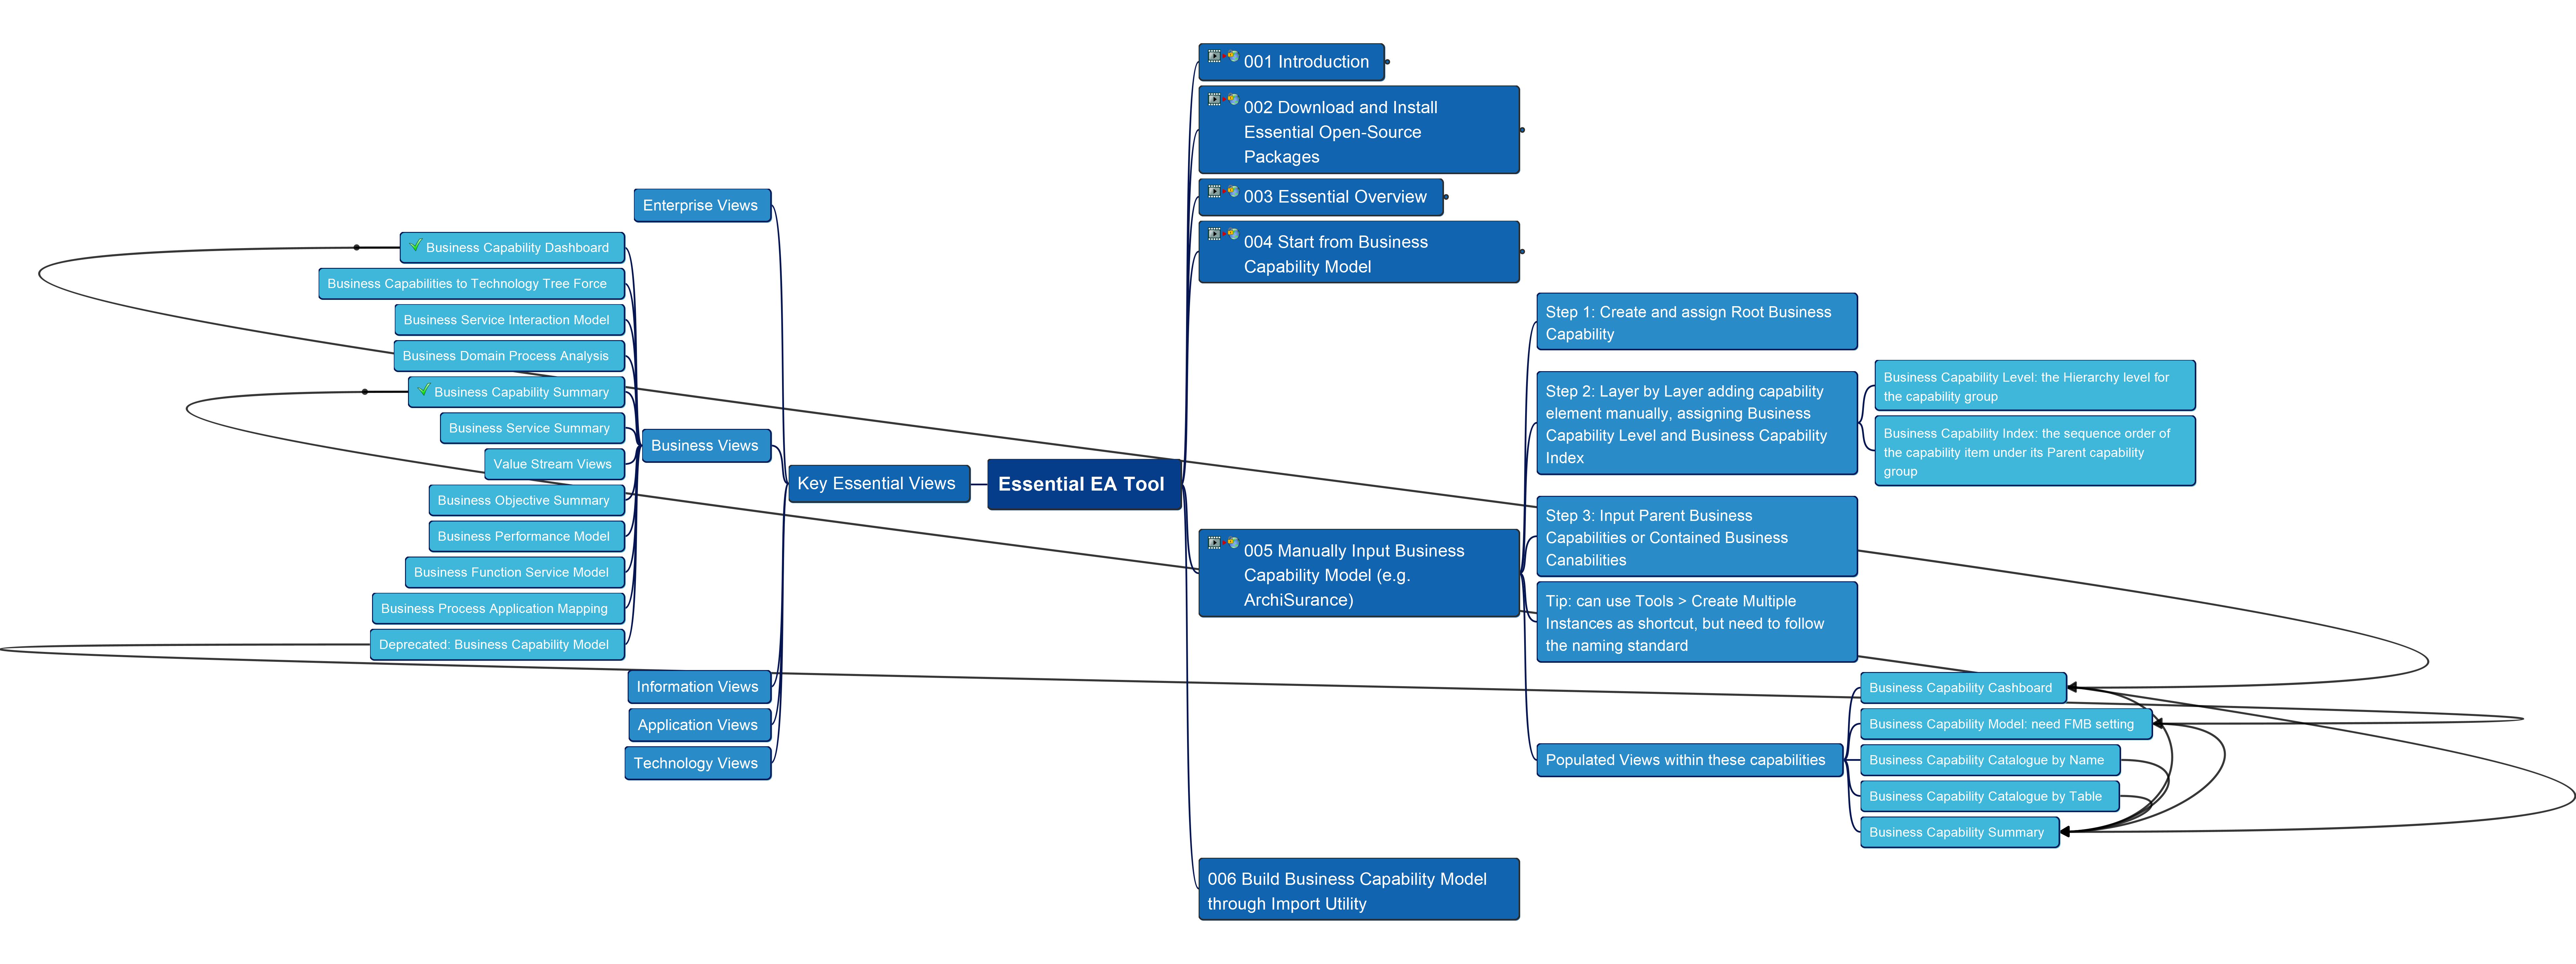 Essential EA Tool
001 Introduction
002 Download and Install
Essential Open-Source
Packages
003 Essential Overview
004 Start from Business
Capability Model
005 Manually Input Business
Capability Model (e.g.
ArchiSurance)
Step 1: Create and assign Root Business
Capability
Step 2: Layer by Layer adding capability
element manually, assigning Business
Capability Level and Business Capability
Index
Business Capability Level: the Hierarchy level for
the capability group
Business Capability Index: the sequence order of
the capability item under its Parent capability
group
Step 3: Input Parent Business
Capabilities or Contained Business
Canabilities
Tip: can use Tools > Create Multiple
Instances as shortcut, but need to follow
the naming standard
Populated Views within these capabilities
Business Capability Cashboard
Business Capability Model: need FMB setting
Business Capability Catalogue by Name
Business Capability Catalogue by Table
Business Capability Summary
006 Build Business Capability Model
through Import Utility
Key Essential Views
Enterprise Views
Business Views
Business Capability Dashboard
Business Capabilities to Technology Tree Force
Business Service Interaction Model
Business Domain Process Analysis
Business Capability Summary
Business Service Summary
Value Stream Views
Business Objective Summary
Business Performance Model
Business Function Service Model
Business Process Application Mapping
Deprecated: Business Capability Model
Information Views
Application Views
Technology Views